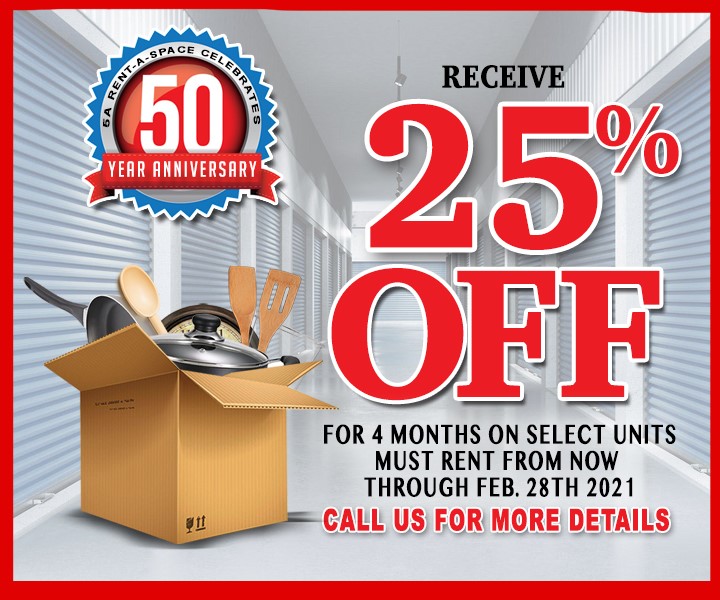 5A RENT-A-SPACE CELEBRATES
50
YEAR ANNIVERSARY
RECEIVE
25%
OFF
FOR 4 MONTHS ON SELECT UNITS
MUST RENT FROM NOW
THROUGH FEB. 28TH 2021
CALL US FOR MORE DETAILS